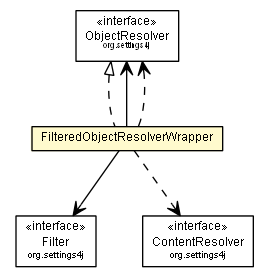 «interface»
ObjectResolver
org.settings4j
FilteredObjectResolverWrapper
«interface»
Filter
org.settings4j
«interface»
ContentResolver
org.settings4j